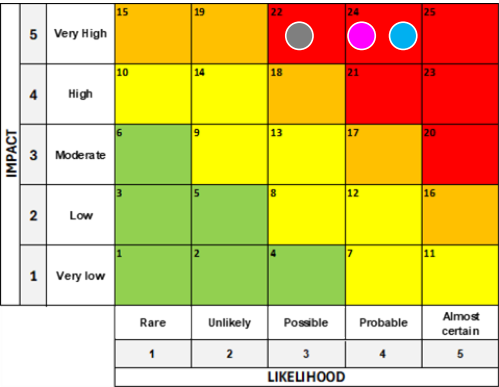 15 19 22 24 25
5 Very High
10 14 18 21 23
4 High
IMPACT
6 9 13 17 20
3 Moderate
3 5 8 12 16
2 Low
1 2 4 7 11
1 Very low
Rare Unlikely Possible Probable Almost certain
1 2 3 4 5
LIKELIHOOD